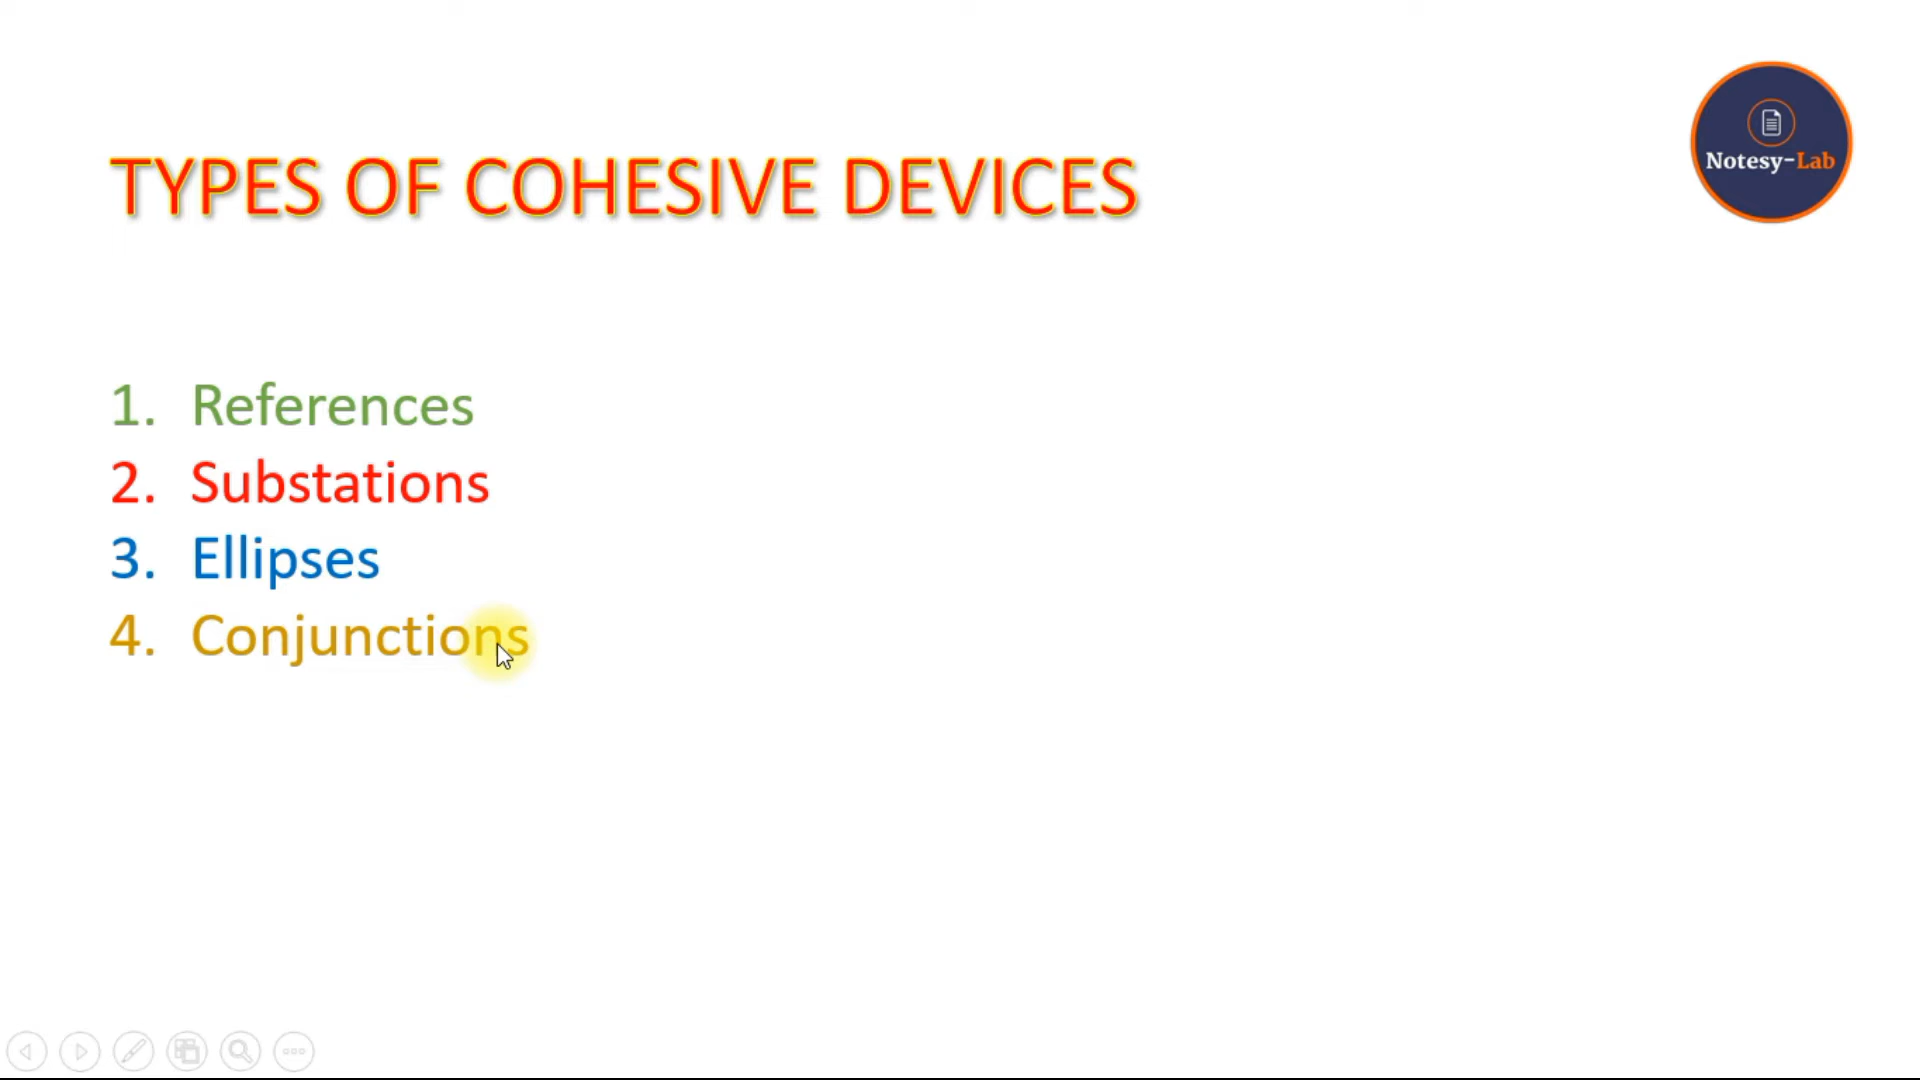 Notesy-Lab
TYPES OF COHESIVE DEVICES
1. References
2. Substations
3. Ellipses
4. Conjunctions